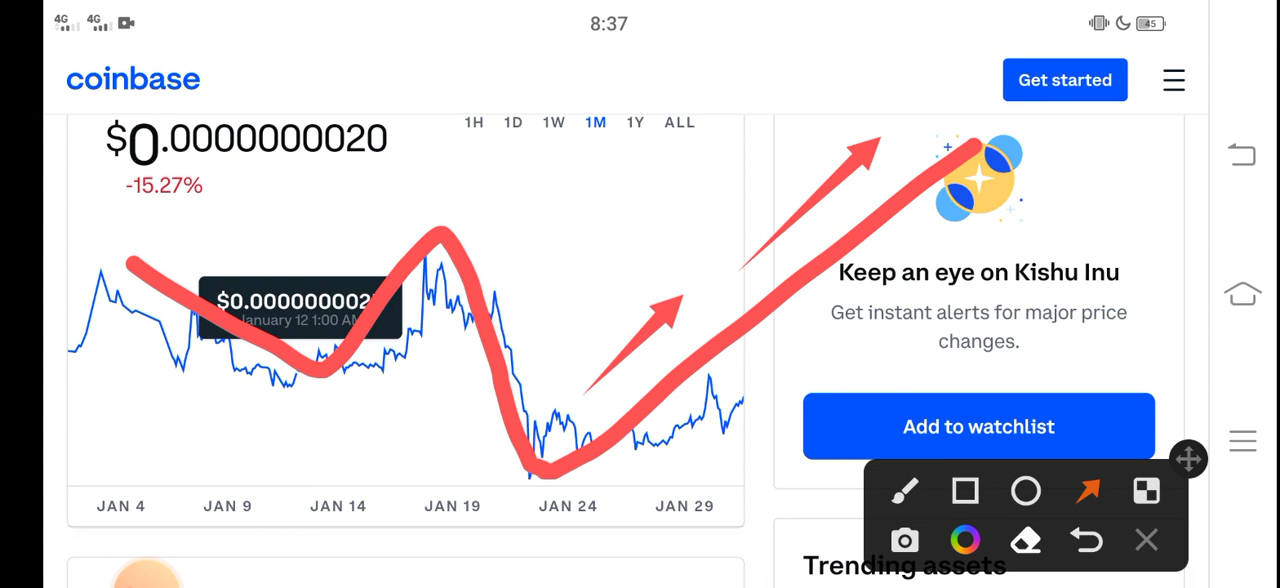 4G 4G 8:37 45
coinbase Get started
$0.0000000020
-15.27%
1H 1D 1W 1M 1Y ALL
$0.000000002
January 12 1:00 AM
JAN 4 JAN 9 JAN 14 JAN 19 JAN 24 JAN 29
Keep an eye on Kishu Inu
Get instant alerts for major price
changes.
Add to watchlist
Trending assets